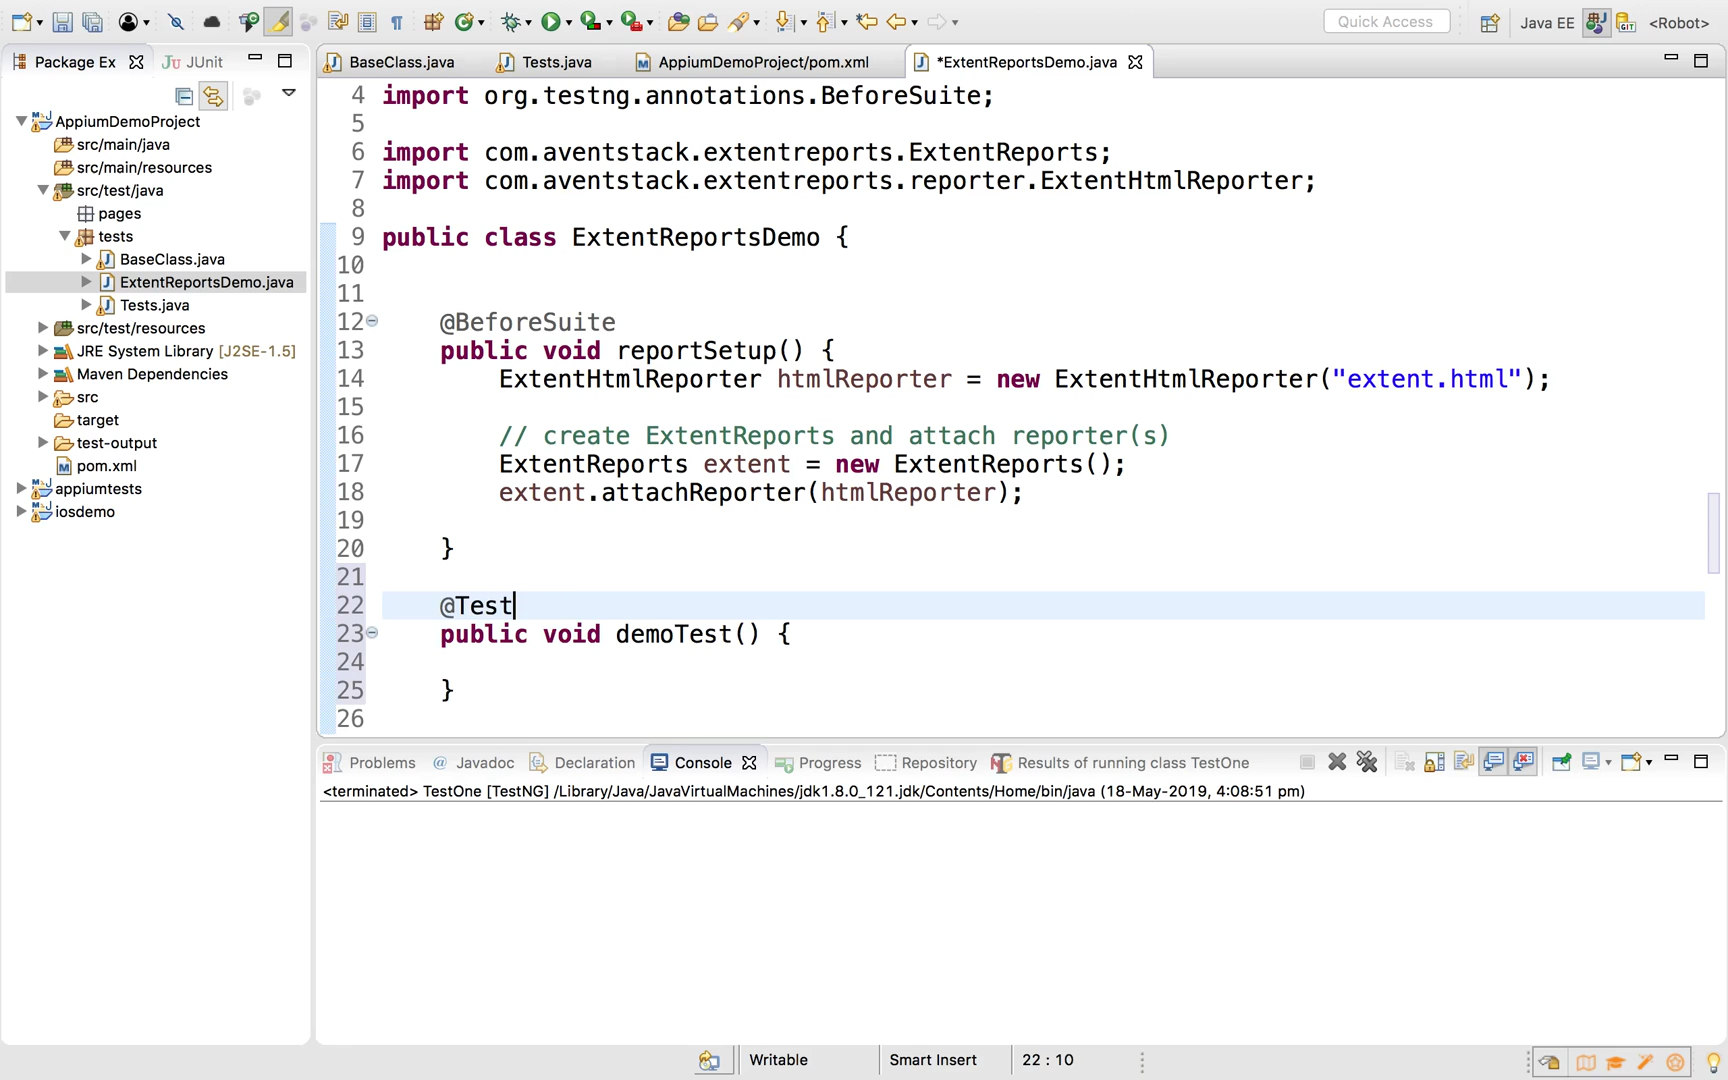 Quick Access
Java EE
<Robot>
Package Ex
JUnit
BaseClass.java
Tests.java
AppiumDemoProject/pom.xml
*ExtentReportsDemo.java
AppiumDemoProject
src/main/java
src/main/resources
src/test/java
pages
tests
BaseClass.java
ExtentReportsDemo.java
Tests.java
src/test/resources
JRE System Library [J2SE-1.5]
Maven Dependencies
src
target
test-output
pom.xml
appiumtests
iosdemo
4 import org.testng.annotations.BeforeSuite;
5
6 import com.aventstack.extentreports.ExtentReports;
7 import com.aventstack.extentreports.reporter.ExtentHtmlReporter;
8
9 public class ExtentReportsDemo {
10
11
12 @BeforeSuite
13 public void reportSetup() {
14 ExtentHtmlReporter htmlReporter = new ExtentHtmlReporter("extent.html");
15
16 // create ExtentReports and attach reporter(s)
17 ExtentReports extent = new ExtentReports();
18 extent.attachReporter(htmlReporter);
19
20 }
21
22 @Test
23 public void demoTest() {
24
25 }
26
Problems
@ Javadoc
Declaration
Console
Progress
Repository
Results of running class TestOne
<terminated> TestOne [TestNG] /Library/Java/JavaVirtualMachines/jdk1.8.0_121.jdk/Contents/Home/bin/java (18-May-2019, 4:08:51 pm)
Writable
Smart Insert
22 : 10